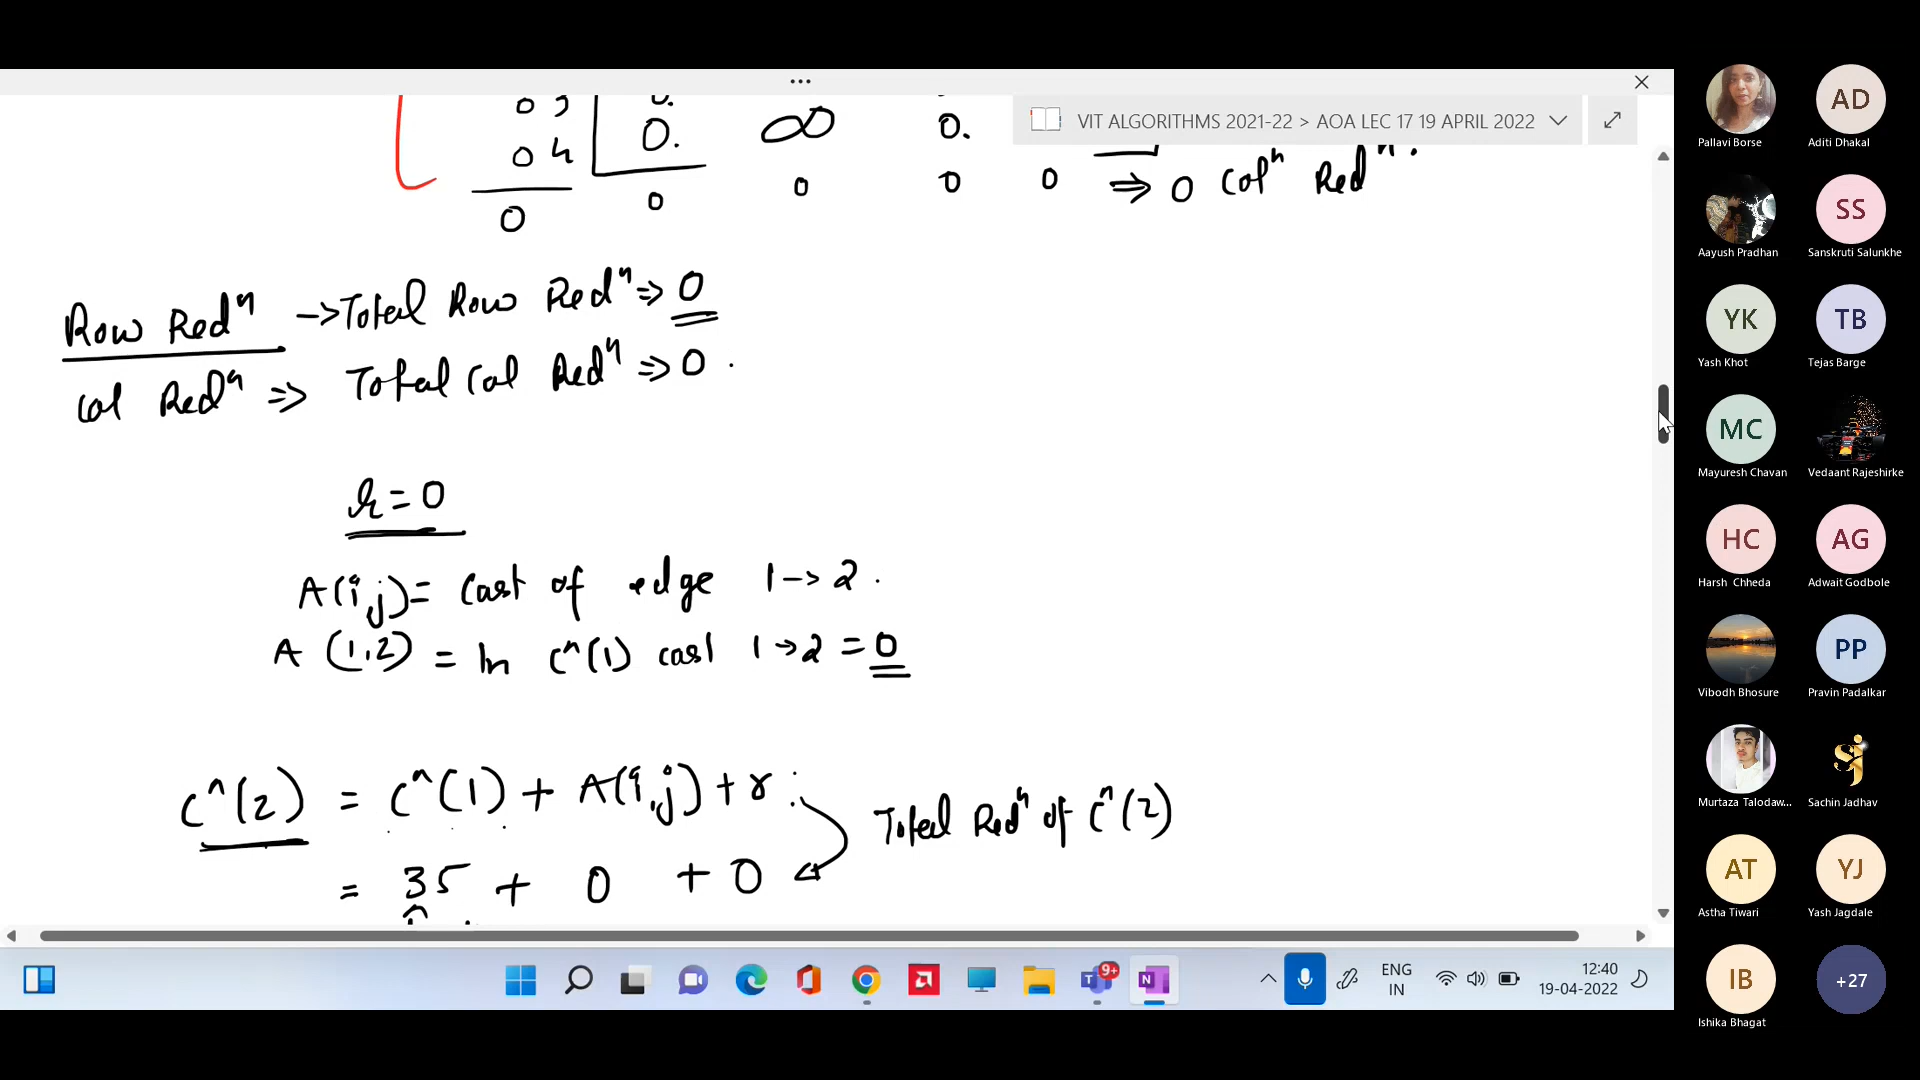 VIT ALGORITHMS 2021-22 > AOA LEC 17 19 APRIL 2022
0. ∞ 0.
0 4
0 0 0 0 0 ⇒ 0 Colⁿ Redⁿ.
Row Redⁿ → Total Row Redⁿ ⇒ 0
Col Redⁿ ⇒ Total Col Redⁿ ⇒ 0.
r = 0
A(i,j) = Cost of edge 1 → 2.
A (1,2) = In C^(1) cost 1 → 2 = 0
C^(2) = C^(1) + A(i,j) + r.
Total Redⁿ of C^(2)
= 35 + 0 + 0
Pallavi Borse
AD
Aditi Dhakal
Aayush Pradhan
SS
Sanskruti Salunkhe
YK
Yash Khot
TB
Tejas Barge
MC
Mayuresh Chavan
Vedaant Rajeshirke
HC
Harsh Chheda
AG
Adwait Godbole
Vibodh Bhosure
PP
Pravin Padalkar
Murtaza Talodaw...
Sachin Jadhav
AT
Astha Tiwari
YJ
Yash Jagdale
IB
Ishika Bhagat
+27
9+
ENG
IN
12:40
19-04-2022